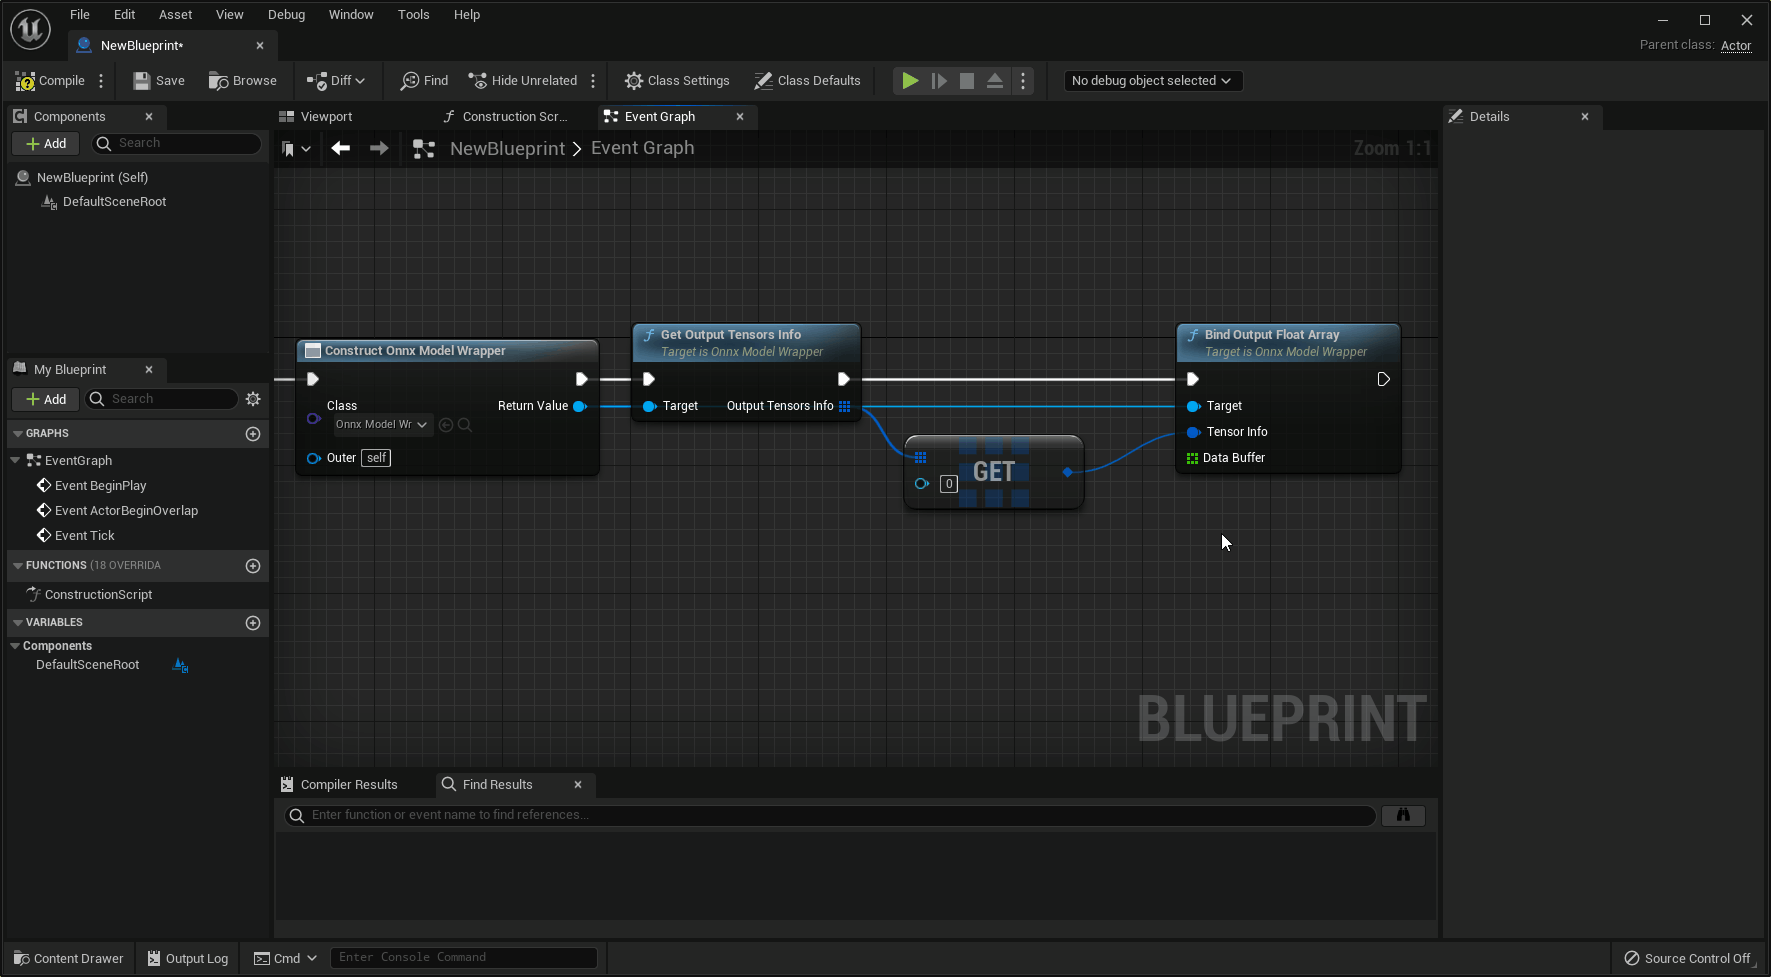 File Edit Asset View Debug Window Tools Help
NewBlueprint*
Parent class: Actor
Compile Save Browse Diff Find Hide Unrelated Class Settings Class Defaults No debug object selected
Components
Add
Search
NewBlueprint (Self)
DefaultSceneRoot
My Blueprint
Add
Search
GRAPHS
EventGraph
Event BeginPlay
Event ActorBeginOverlap
Event Tick
FUNCTIONS (18 OVERRIDA
ConstructionScript
VARIABLES
Components
DefaultSceneRoot
Viewport Construction Scr... Event Graph
NewBlueprint > Event Graph
Zoom 1:1
Construct Onnx Model Wrapper
Class
Onnx Model Wr
Return Value
Outer self
Get Output Tensors Info
Target is Onnx Model Wrapper
Target Output Tensors Info
GET
0
Bind Output Float Array
Target is Onnx Model Wrapper
Target
Tensor Info
Data Buffer
BLUEPRINT
Compiler Results Find Results
Enter function or event name to find references...
Details
Content Drawer Output Log Cmd Enter Console Command
Source Control Off